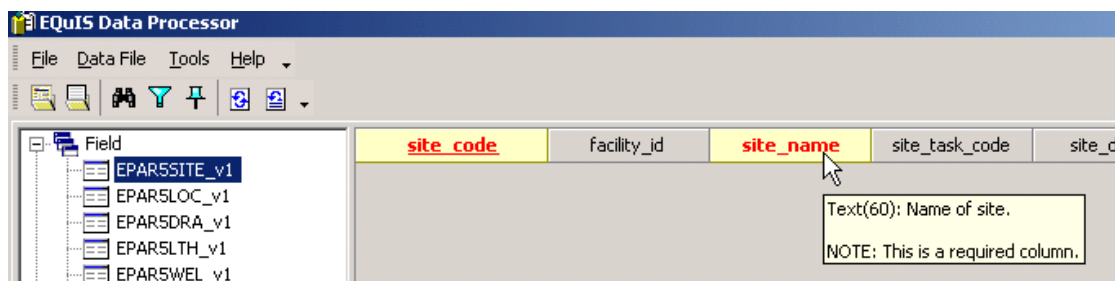 EQuIS Data Processor
File Data File Tools Help
Field
EPAR5SITE_v1
EPAR5LOC_v1
EPAR5DRA_v1
EPAR5LTH_v1
EPAR5WEL_v1
site_code facility_id site_name site_task_code
Text(60): Name of site.
NOTE: This is a required column.